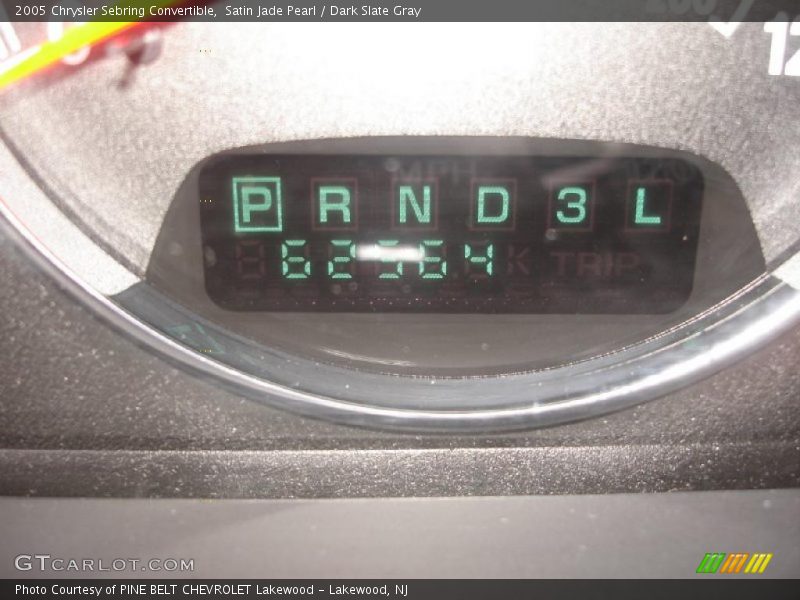 2005 Chrysler Sebring Convertible, Satin Jade Pearl / Dark Slate Gray
P R N D 3 L
62564
TRIP
GTCARLOT.COM
Photo Courtesy of PINE BELT CHEVROLET Lakewood - Lakewood, NJ